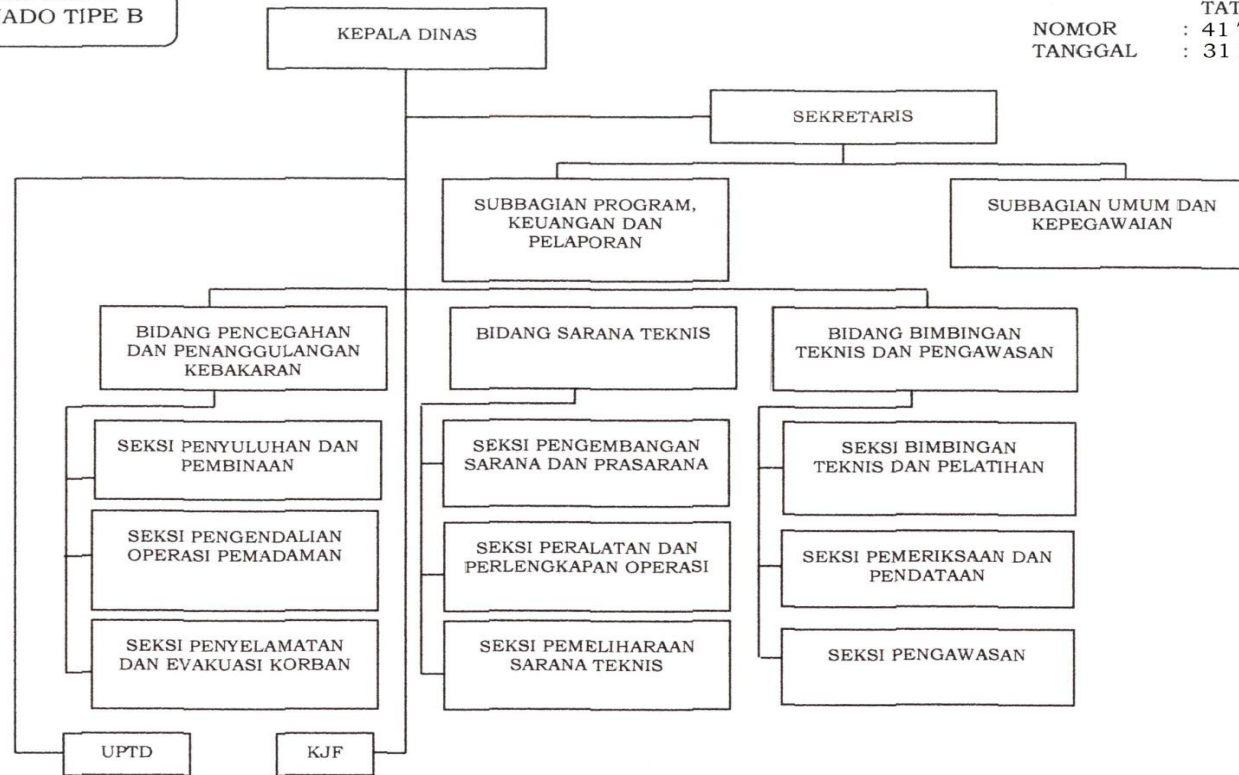 TIPE B
KEPALA DINAS
NOMOR : 41
TANGGAL : 31
SEKRETARIS
SUBBAGIAN PROGRAM,
KEUANGAN DAN
PELAPORAN
SUBBAGIAN UMUM DAN
KEPEGAWAIAN
BIDANG PENCEGAHAN
DAN PENANGGULANGAN
KEBAKARAN
BIDANG SARANA TEKNIS
BIDANG BIMBINGAN
TEKNIS DAN PENGAWASAN
SEKSI PENYULUHAN DAN
PEMBINAAN
SEKSI PENGEMBANGAN
SARANA DAN PRASARANA
SEKSI BIMBINGAN
TEKNIS DAN PELATIHAN
SEKSI PENGENDALIAN
OPERASI PEMADAMAN
SEKSI PERALATAN DAN
PERLENGKAPAN OPERASI
SEKSI PEMERIKSAAN DAN
PENDATAAN
SEKSI PENYELAMATAN
DAN EVAKUASI KORBAN
SEKSI PEMELIHARAAN
SARANA TEKNIS
SEKSI PENGAWASAN
UPTD
KJF